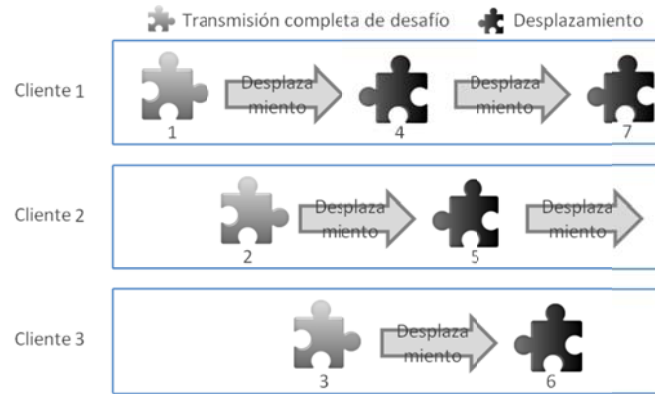 Transmisión completa de desafío Desplazamiento
Cliente 1
Desplaza
miento
Desplaza
miento
1 4 7
Cliente 2
Desplaza
miento
Desplaza
miento
2 5
Cliente 3
Desplaza
miento
3 6